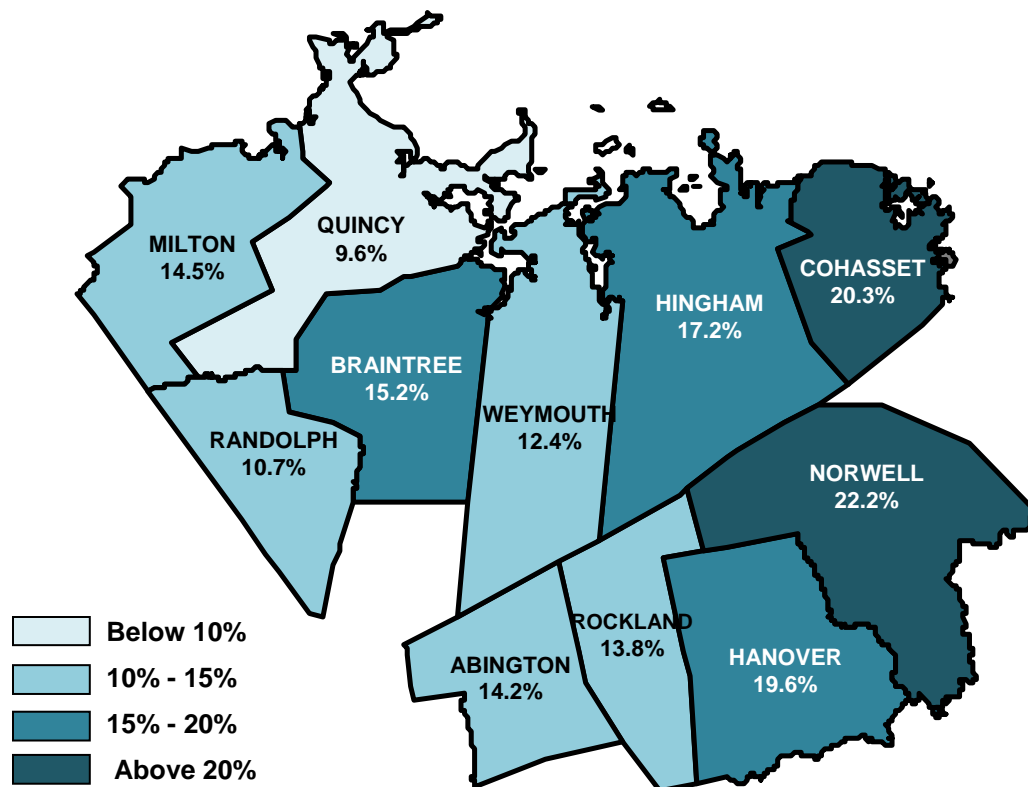 MILTON
14.5%
QUINCY
9.6%
COHASSET
20.3%
HINGHAM
17.2%
BRAINTREE
15.2%
WEYMOUTH
12.4%
RANDOLPH
10.7%
NORWELL
22.2%
ROCKLAND
13.8%
ABINGTON
14.2%
HANOVER
19.6%
Below 10%
10% - 15%
15% - 20%
Above 20%